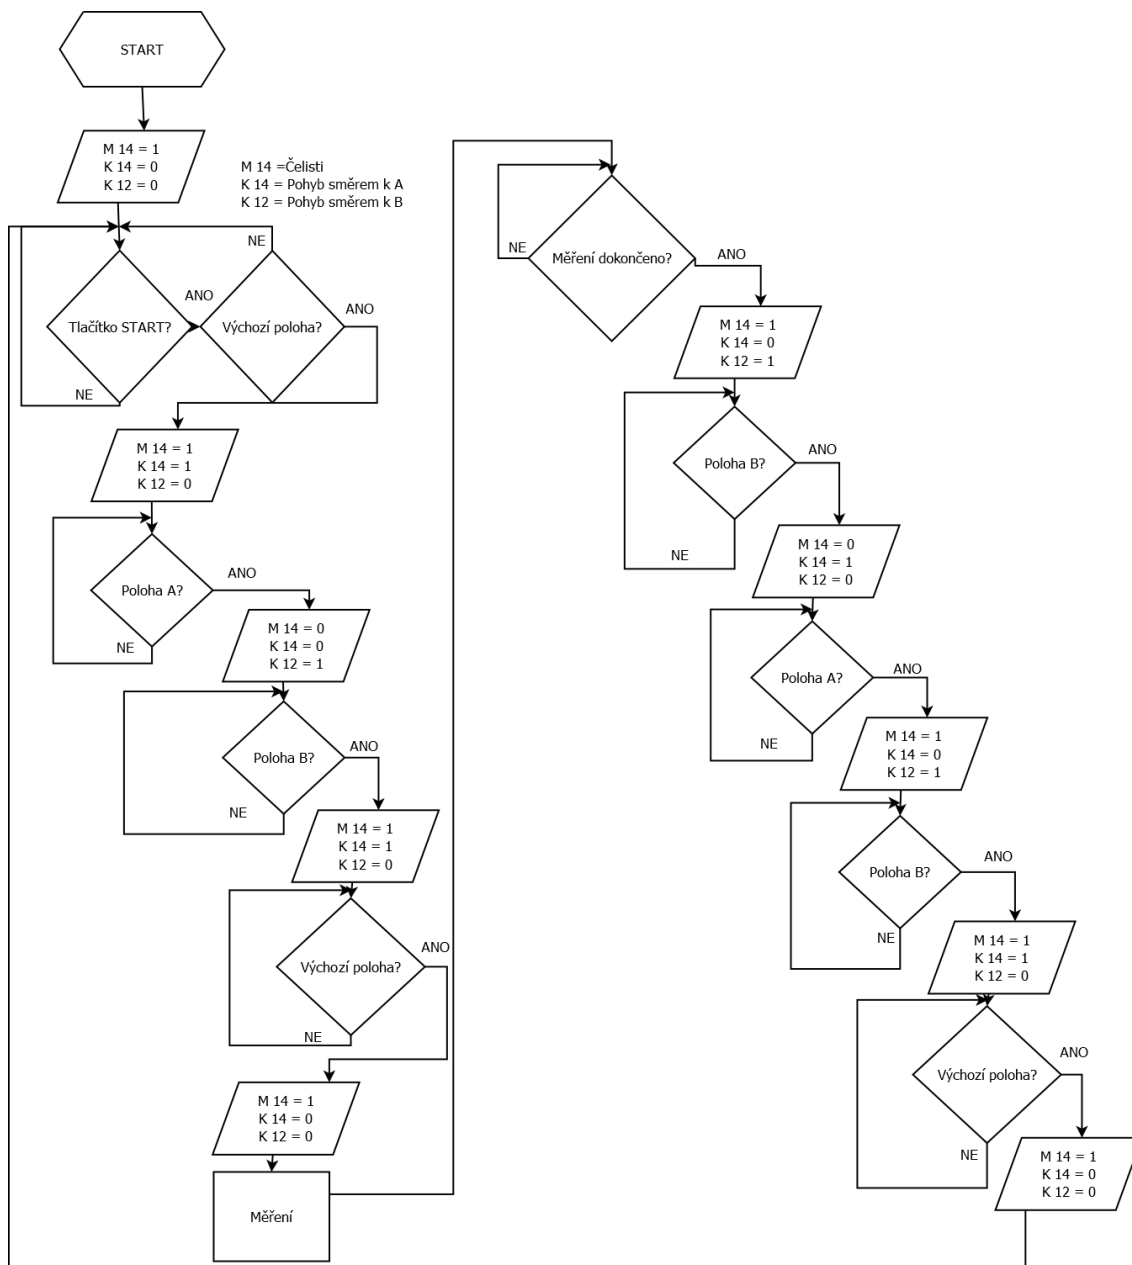 START
M 14 = 1
K 14 = 0
K 12 = 0
M 14 =Čelisti
K 14 = Pohyb směrem k A
K 12 = Pohyb směrem k B
NE
Tlačítko START?
ANO
Výchozí poloha?
ANO
NE
M 14 = 1
K 14 = 1
K 12 = 0
Poloha A?
ANO
NE
M 14 = 0
K 14 = 0
K 12 = 1
Poloha B?
ANO
NE
M 14 = 1
K 14 = 1
K 12 = 0
Výchozí poloha?
ANO
NE
M 14 = 1
K 14 = 0
K 12 = 0
Měření
Měření dokončeno?
NE
ANO
M 14 = 1
K 14 = 0
K 12 = 1
Poloha B?
ANO
NE
M 14 = 0
K 14 = 1
K 12 = 0
Poloha A?
ANO
NE
M 14 = 1
K 14 = 0
K 12 = 1
Poloha B?
ANO
NE
M 14 = 1
K 14 = 1
K 12 = 0
Výchozí poloha?
ANO
NE
M 14 = 1
K 14 = 0
K 12 = 0